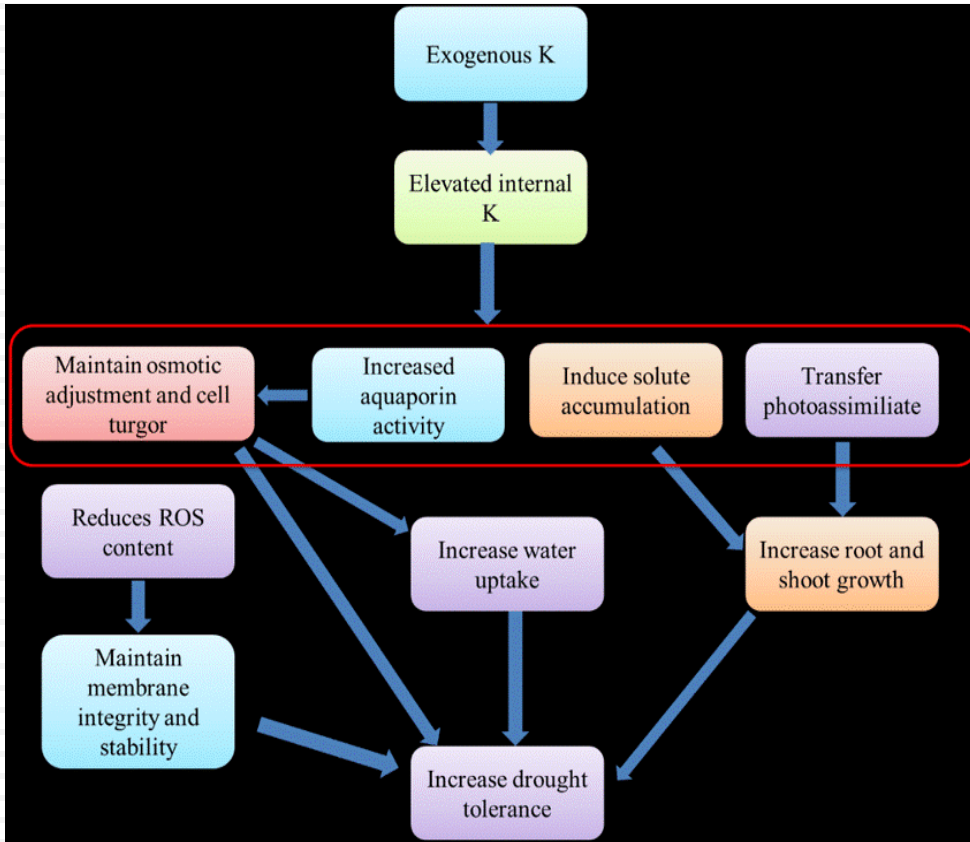 Exogenous K
Elevated internal
K
Maintain osmotic
adjustment and cell
turgor
Increased
aquaporin
activity
Induce solute
accumulation
Transfer
photoassimiliate
Reduces ROS
content
Increase water
uptake
Increase root and
shoot growth
Maintain
membrane
integrity and
stability
Increase drought
tolerance